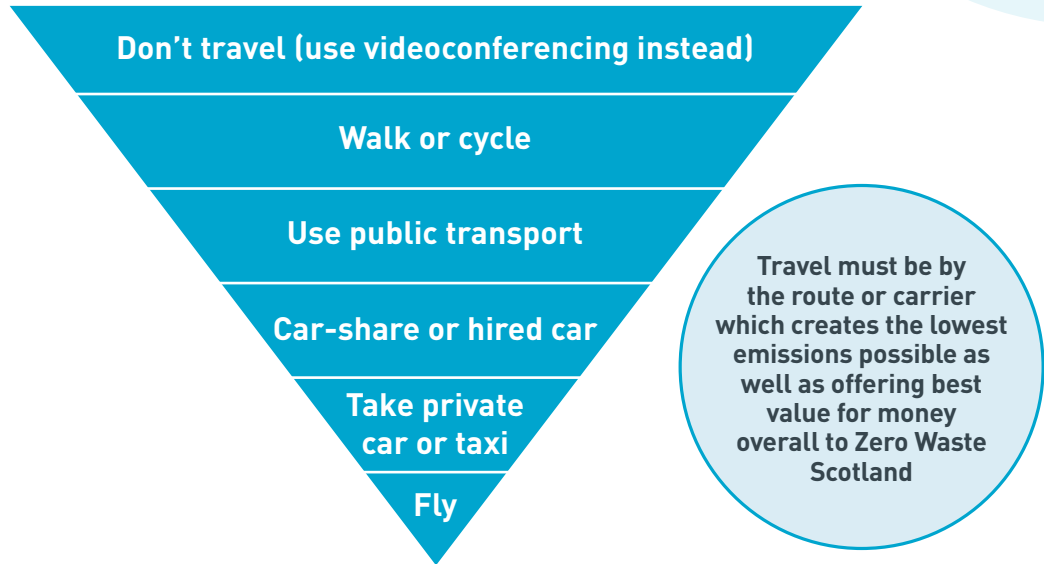 Don't travel (use videoconferencing instead)
Walk or cycle
Use public transport
Car-share or hired car
Take private
car or taxi
Fly
Travel must be by
the route or carrier
which creates the lowest
emissions possible as
well as offering best
value for money
overall to Zero Waste
Scotland